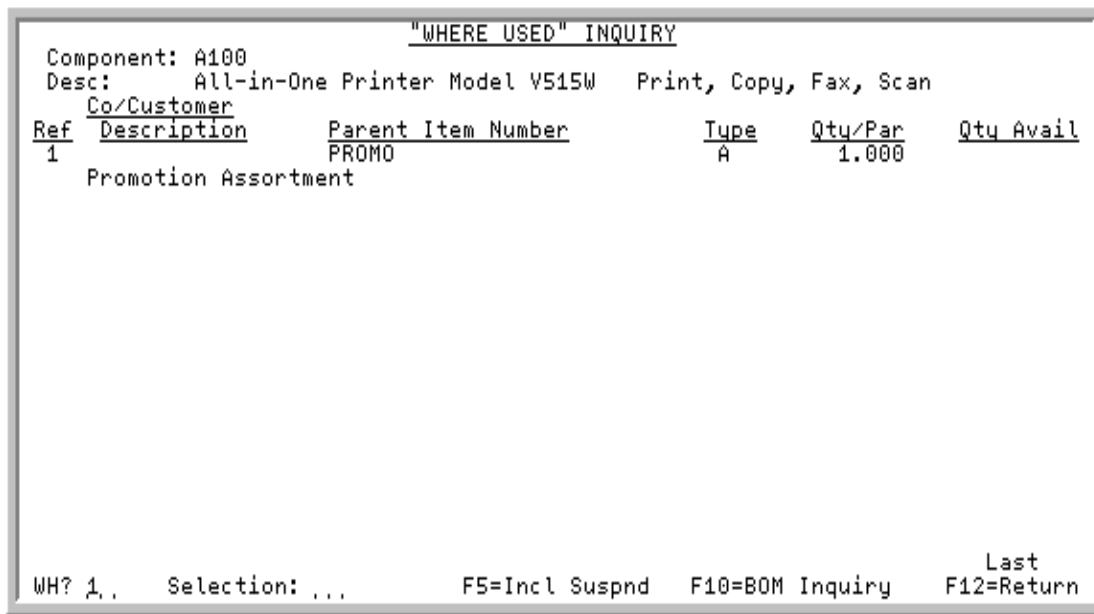 "WHERE USED" INQUIRY
Component: A100
Desc: All-in-One Printer Model V515W Print, Copy, Fax, Scan
Co/Customer
Ref Description Parent Item Number Type Qty/Par Qty Avail
1 PROMO A 1.000
Promotion Assortment
Last
WH? 1.. Selection: ... F5=Incl Suspnd F10=BOM Inquiry F12=Return